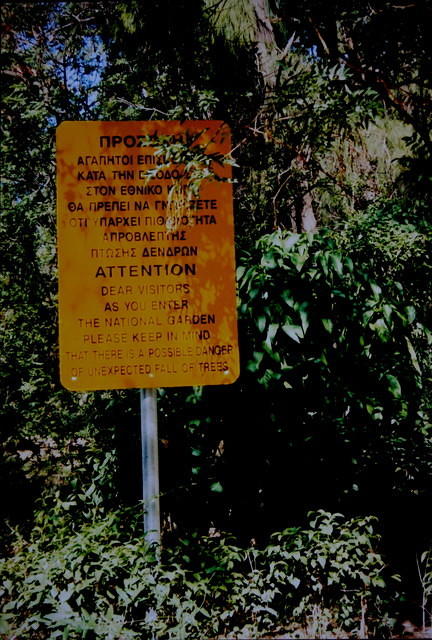 ΑΓΑΠΗΤΟΙ
ΚΑΤΑ ΤΗΝ
ΣΤΟΝ ΕΘΝΙΚΟ
ΘΑ ΠΡΕΠΕΙ ΝΑ
ΟΤΙ ΥΠΑΡΧΕΙ ΠΙΘΑΝΟΤΗΤΑ
ΑΠΡΟΒΛΕΠΤΗΣ
ΠΤΩΣΗΣ ΔΕΝΔΡΩΝ
ATTENTION
DEAR VISITORS
AS YOU ENTER
THE NATIONAL GARDEN
PLEASE KEEP IN MIND
THAT THERE IS A POSSIBLE DANGER
OF UNEXPECTED FALL OF TREES